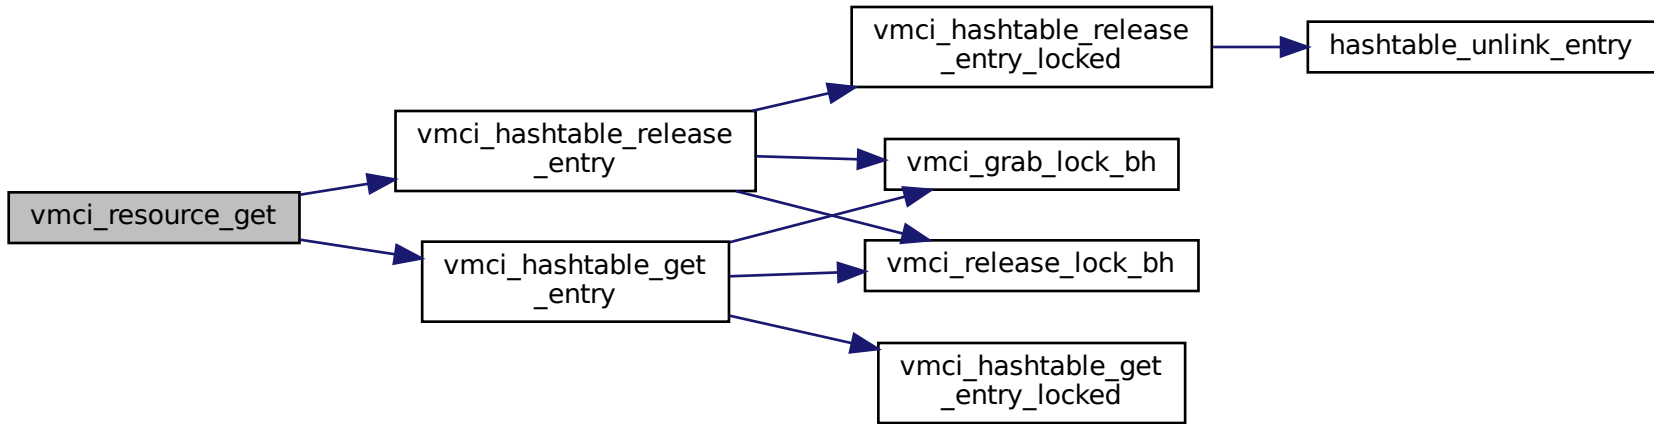 vmci_resource_get
vmci_hashtable_release
_entry
vmci_hashtable_get
_entry
vmci_hashtable_release
_entry_locked
vmci_grab_lock_bh
vmci_release_lock_bh
vmci_hashtable_get
_entry_locked
hashtable_unlink_entry